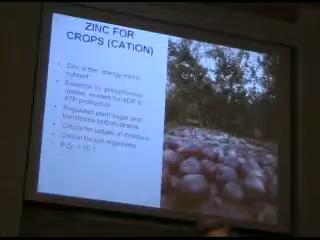 ZINC FOR
CROPS (CATION)
Zinc is the "energy micro-
nutrient"
Essential for phosphorous
uptake, needed for ADP &
ATP production
Regulates plant sugar and
transforms carbohydrates
Critical for uptake of moisture
Critical for soil organisms